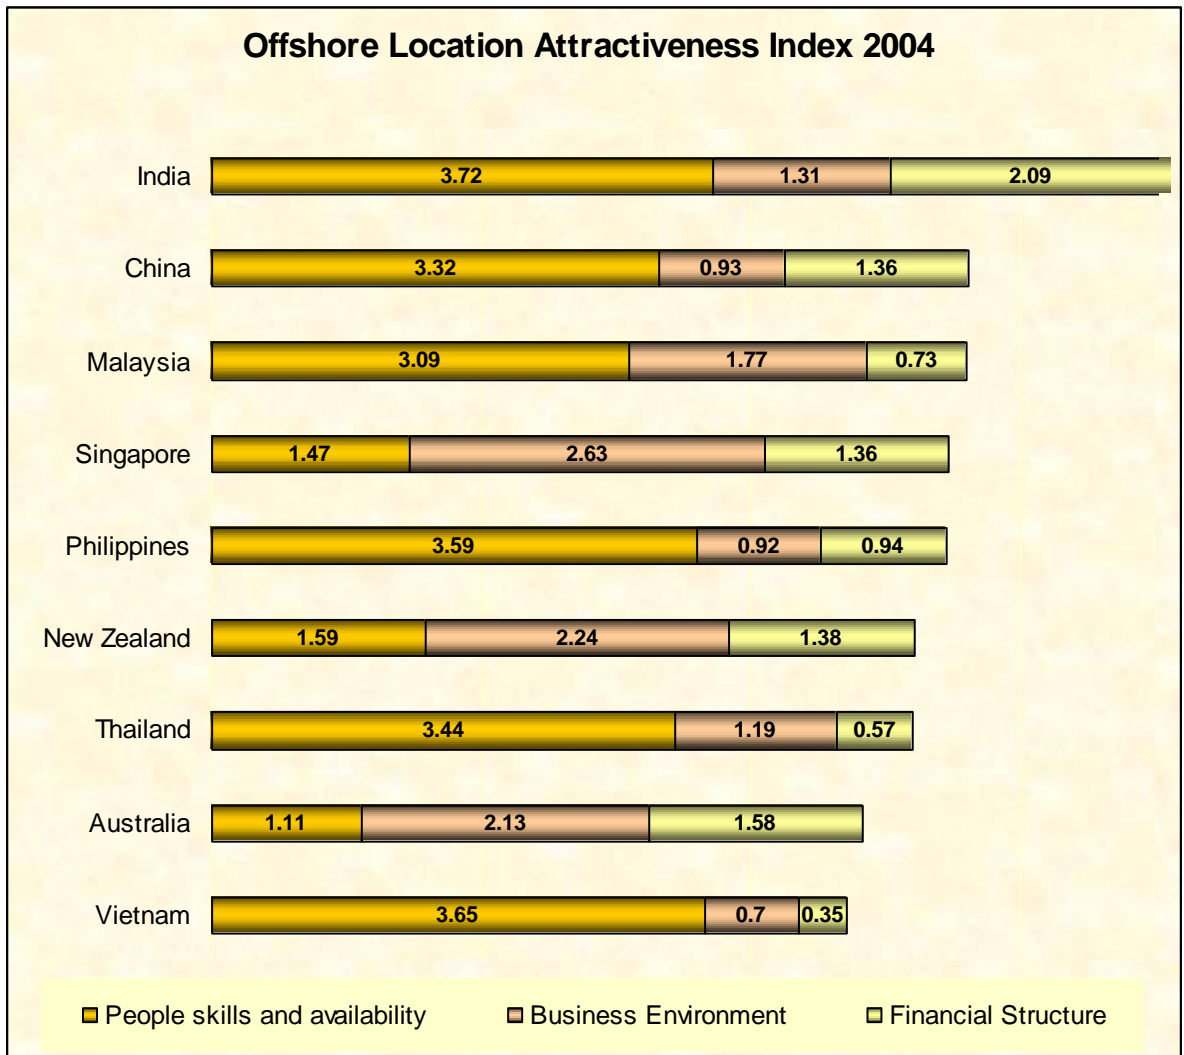 Offshore Location Attractiveness Index 2004
India 3.72 1.31 2.09
China 3.32 0.93 1.36
Malaysia 3.09 1.77 0.73
Singapore 1.47 2.63 1.36
Philippines 3.59 0.92 0.94
New Zealand 1.59 2.24 1.38
Thailand 3.44 1.19 0.57
Australia 1.11 2.13 1.58
Vietnam 3.65 0.7 0.35
People skills and availability Business Environment Financial Structure